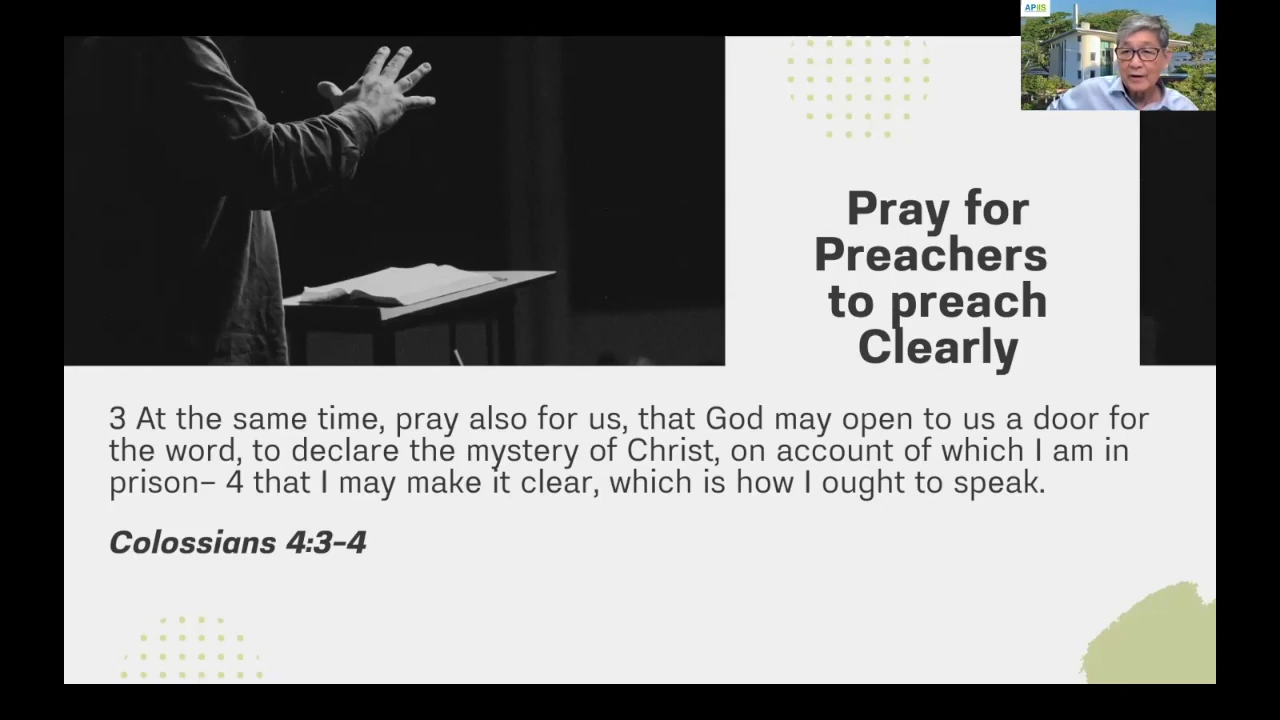 APIIS
Pray for
Preachers
to preach
Clearly
3 At the same time, pray also for us, that God may open to us a door for
the word, to declare the mystery of Christ, on account of which I am in
prison– 4 that I may make it clear, which is how I ought to speak.
Colossians 4:3–4